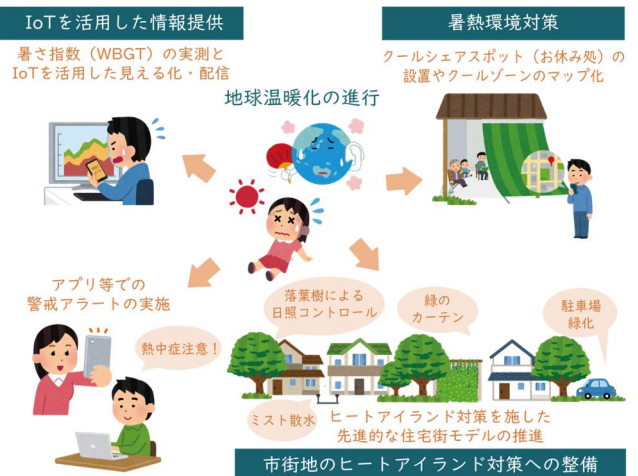 IoTを活用した情報提供
暑さ指数（WBGT）の実測と
IoTを活用した見える化・配信
暑熱環境対策
クールシェアスポット（お休み処）の
設置やクールゾーンのマップ化
地球温暖化の進行
アプリ等での
警戒アラートの実施
熱中症注意！
落葉樹による
日照コントロール
緑の
カーテン
駐車場
緑化
ミスト散水
ヒートアイランド対策を施した
先進的な住宅街モデルの推進
市街地のヒートアイランド対策への整備